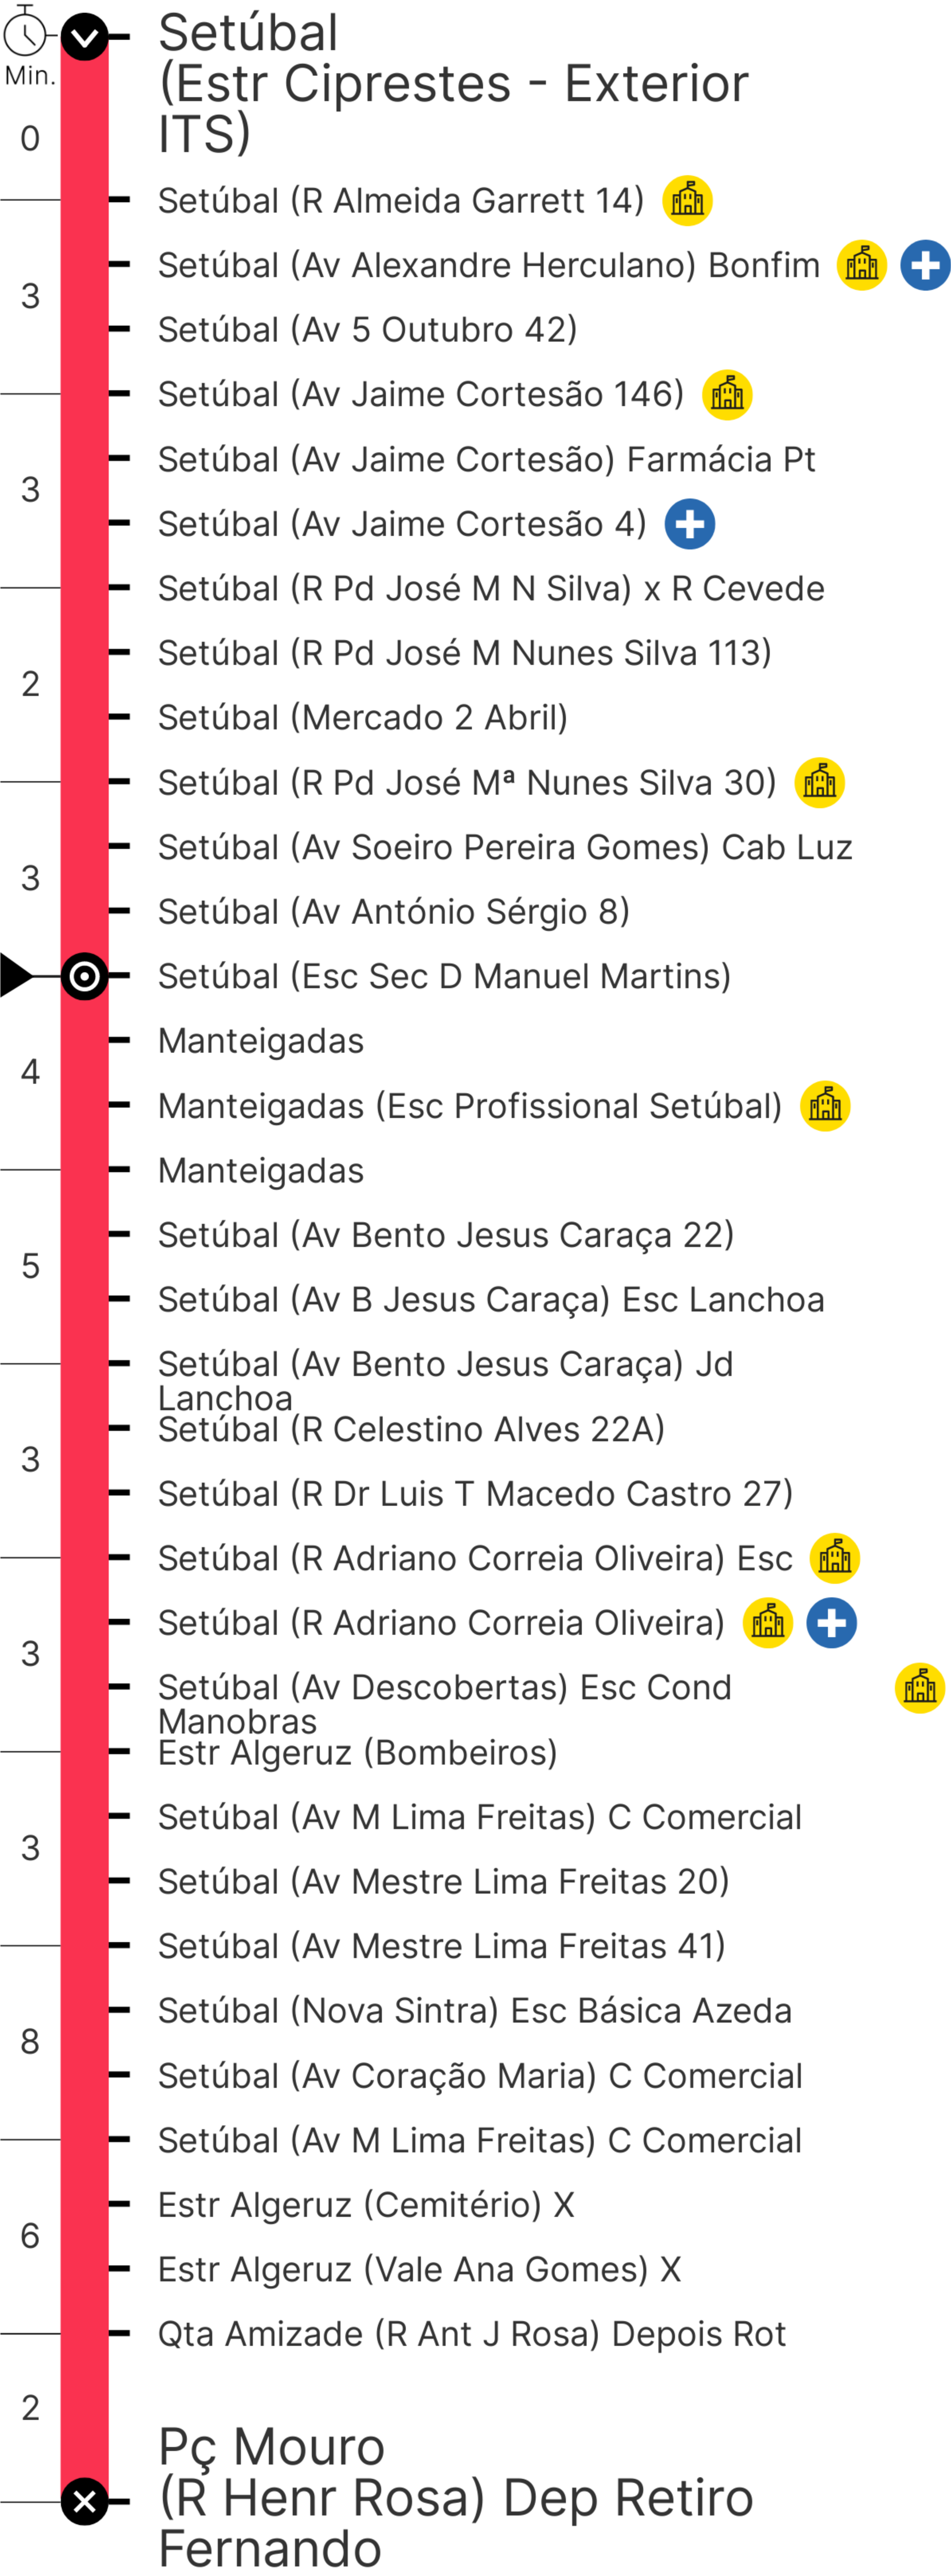 Setúbal
(Estr Ciprestes - Exterior
ITS)
Min.
0
Setúbal (R Almeida Garrett 14)
Setúbal (Av Alexandre Herculano) Bonfim
3
Setúbal (Av 5 Outubro 42)
Setúbal (Av Jaime Cortesão 146)
Setúbal (Av Jaime Cortesão) Farmácia Pt
3
Setúbal (Av Jaime Cortesão 4)
Setúbal (R Pd José M N Silva) x R Cevede
Setúbal (R Pd José M Nunes Silva 113)
2
Setúbal (Mercado 2 Abril)
Setúbal (R Pd José Mª Nunes Silva 30)
Setúbal (Av Soeiro Pereira Gomes) Cab Luz
3
Setúbal (Av António Sérgio 8)
Setúbal (Esc Sec D Manuel Martins)
Manteigadas
4
Manteigadas (Esc Profissional Setúbal)
Manteigadas
Setúbal (Av Bento Jesus Caraça 22)
5
Setúbal (Av B Jesus Caraça) Esc Lanchoa
Setúbal (Av Bento Jesus Caraça) Jd
Lanchoa
Setúbal (R Celestino Alves 22A)
3
Setúbal (R Dr Luis T Macedo Castro 27)
Setúbal (R Adriano Correia Oliveira) Esc
Setúbal (R Adriano Correia Oliveira)
3
Setúbal (Av Descobertas) Esc Cond
Manobras
Estr Algeruz (Bombeiros)
Setúbal (Av M Lima Freitas) C Comercial
3
Setúbal (Av Mestre Lima Freitas 20)
Setúbal (Av Mestre Lima Freitas 41)
Setúbal (Nova Sintra) Esc Básica Azeda
8
Setúbal (Av Coração Maria) C Comercial
Setúbal (Av M Lima Freitas) C Comercial
Estr Algeruz (Cemitério) X
6
Estr Algeruz (Vale Ana Gomes) X
Qta Amizade (R Ant J Rosa) Depois Rot
2
Pç Mouro
(R Henr Rosa) Dep Retiro
Fernando